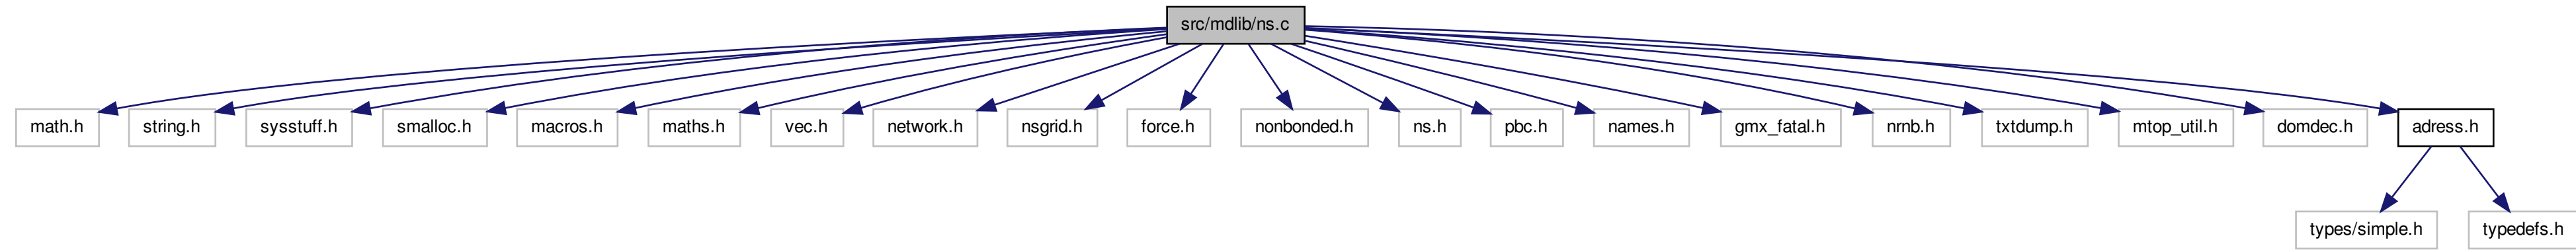 src/mdlib/ns.c
math.h
string.h
sysstuff.h
smalloc.h
macros.h
maths.h
vec.h
network.h
nsgrid.h
force.h
nonbonded.h
ns.h
pbc.h
names.h
gmx_fatal.h
nrnb.h
txtdump.h
mtop_util.h
domdec.h
adress.h
types/simple.h
typedefs.h